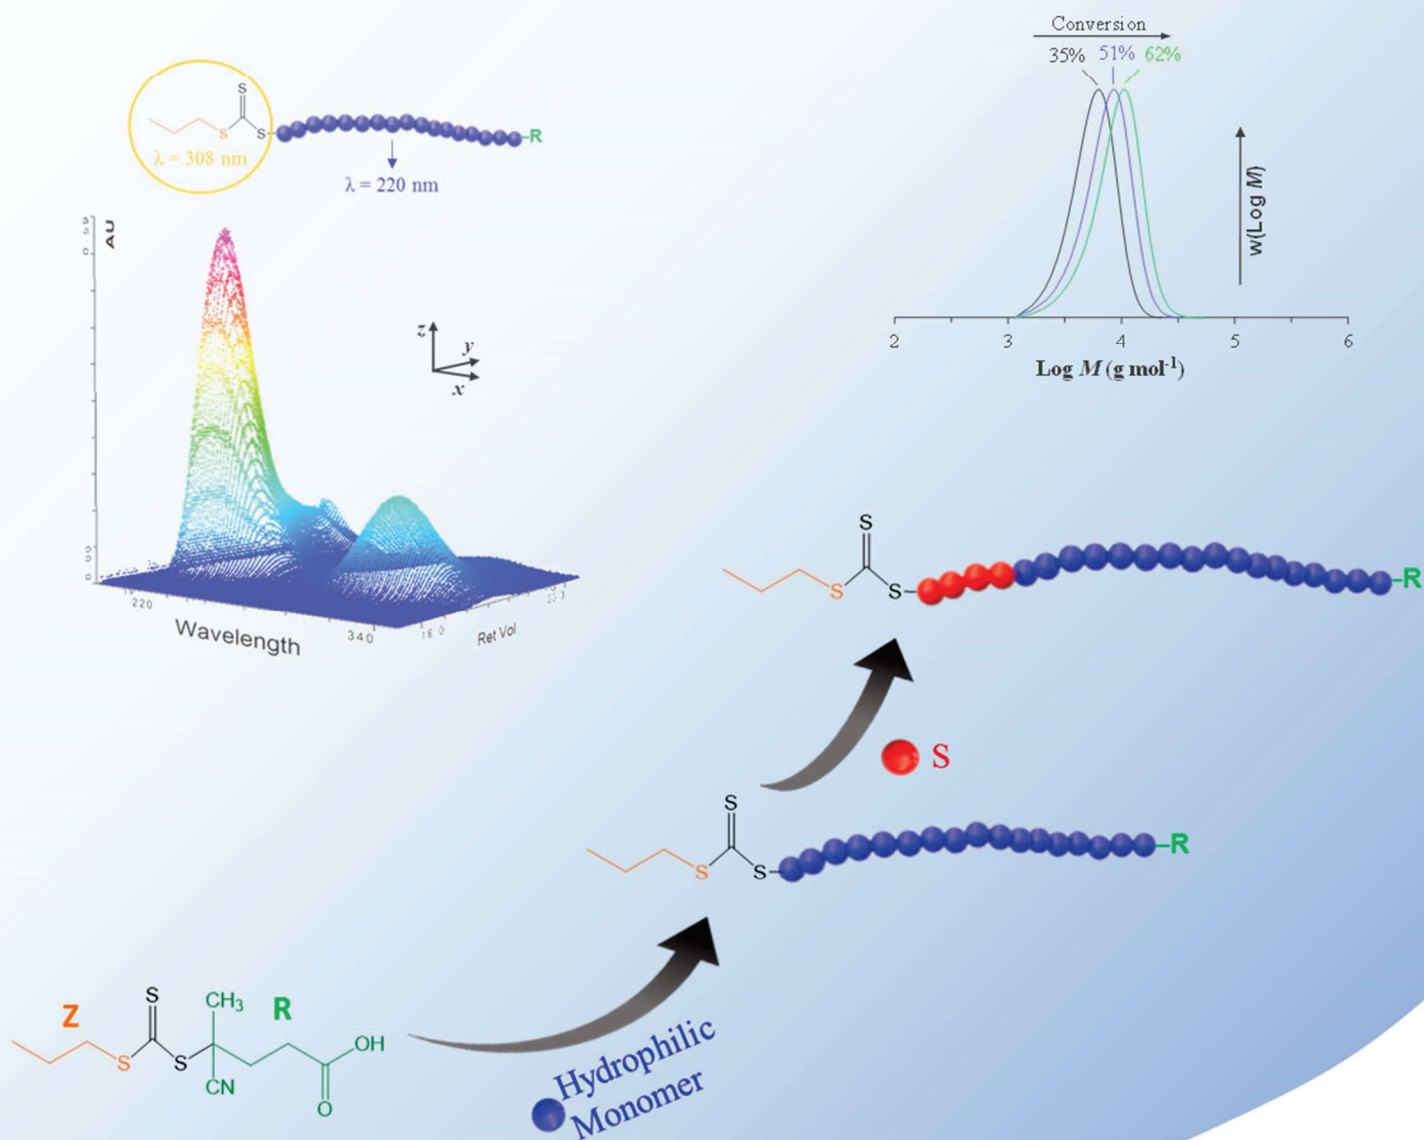 Conversion
35% 51% 62%
S
S S
R
λ = 308 nm
λ = 220 nm
AU
w(Log M)
z
y
x
2 3 4 5 6
Log M (g mol⁻¹)
220
Wavelength
340
Ret Vol
S
S S
R
S
S
S S
R
Z
S
S S
CH₃
R
OH
CN
O
Hydrophilic
Monomer